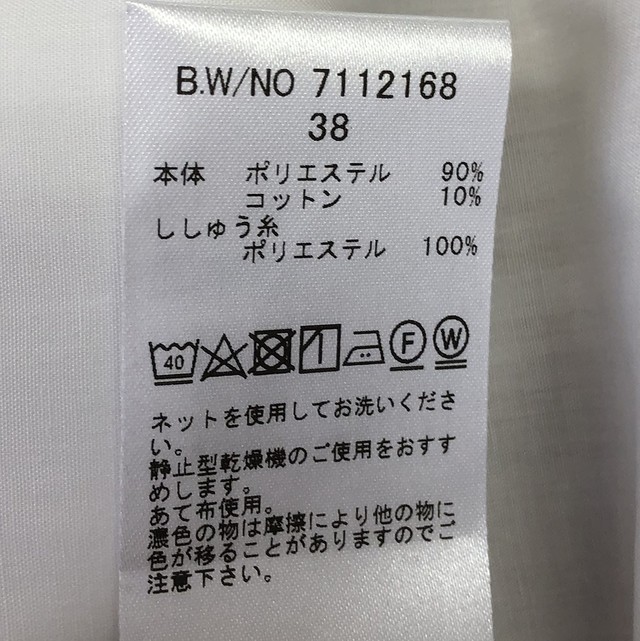 B.W/NO 7112168
38
本体 ポリエステル 90%
コットン 10%
ししゅう糸
ポリエステル 100%
40 F W
ネットを使用してお洗いくださ
い。
静止型乾燥機のご使用をおすす
めします。
あて布使用。
濃色の物は摩擦により他の物に
色が移ることがありますのでご
注意下さい。